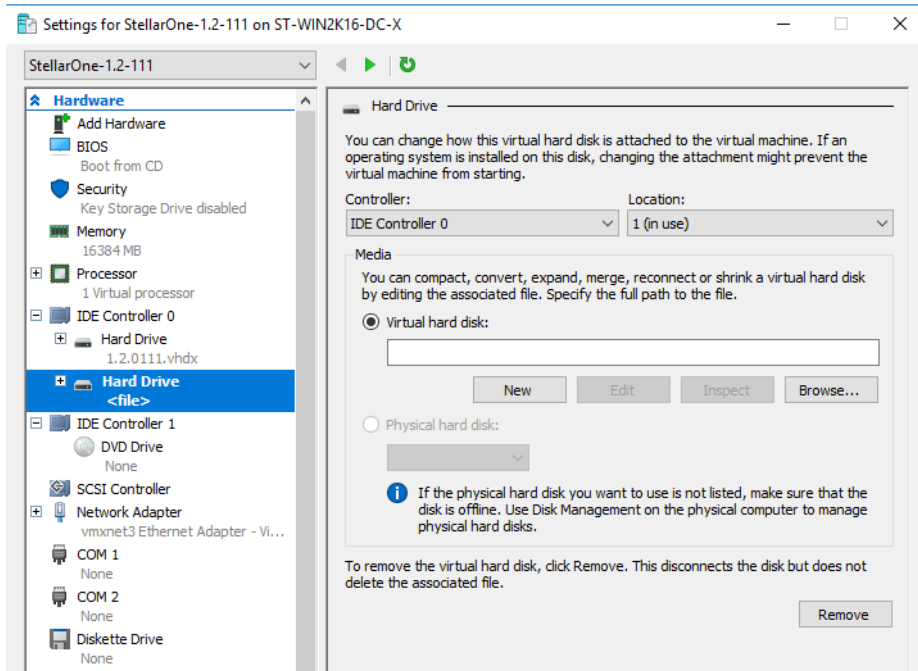 Settings for StellarOne-1.2-111 on ST-WIN2K16-DC-X
StellarOne-1.2-111
Hardware
Add Hardware
BIOS
Boot from CD
Security
Key Storage Drive disabled
Memory
16384 MB
Processor
1 Virtual processor
IDE Controller 0
Hard Drive
1.2.0111.vhdx
Hard Drive
<file>
IDE Controller 1
DVD Drive
None
SCSI Controller
Network Adapter
vmxnet3 Ethernet Adapter - Vi...
COM 1
None
COM 2
None
Diskette Drive
None
Hard Drive
You can change how this virtual hard disk is attached to the virtual machine. If an
operating system is installed on this disk, changing the attachment might prevent the
virtual machine from starting.
Controller:
Location:
IDE Controller 0
1 (in use)
Media
You can compact, convert, expand, merge, reconnect or shrink a virtual hard disk
by editing the associated file. Specify the full path to the file.
Virtual hard disk:
New
Edit
Inspect
Browse...
Physical hard disk:
If the physical hard disk you want to use is not listed, make sure that the
disk is offline. Use Disk Management on the physical computer to manage
physical hard disks.
To remove the virtual hard disk, click Remove. This disconnects the disk but does not
delete the associated file.
Remove